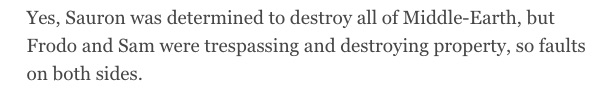 Yes, Sauron was determined to destroy all of Middle-Earth, but
Frodo and Sam were trespassing and destroying property, so faults
on both sides.